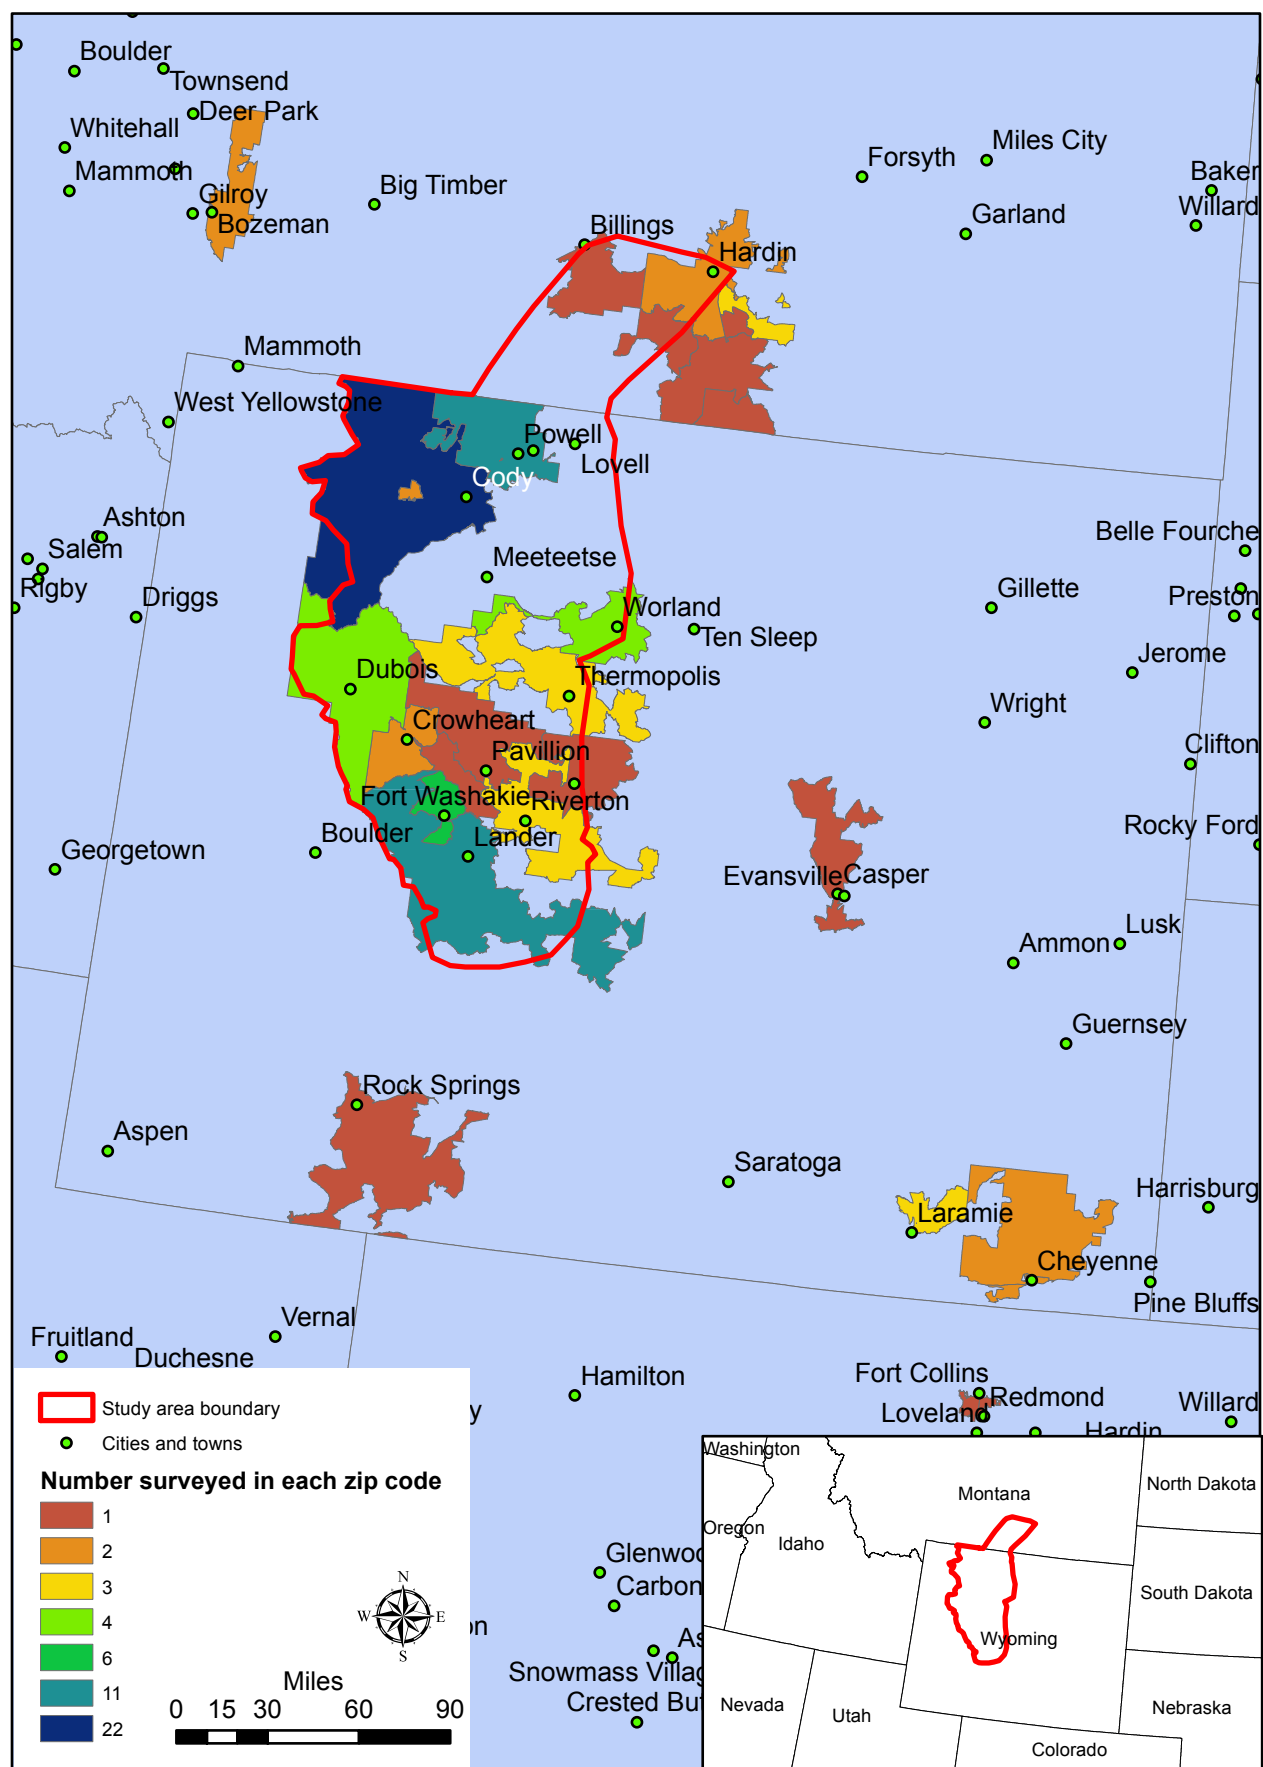 Boulder
Townsend
Deer Park
Whitehall
Mammoth
Gilroy
Bozeman
Big Timber
Billings
Hardin
Forsyth
Miles City
Garland
Baker
Willard
Mammoth
West Yellowstone
Powell
Lovell
Cody
Ashton
Salem
Rigby
Driggs
Meeteetse
Worland
Ten Sleep
Belle Fourche
Gillette
Preston
Jerome
Dubois
Thermopolis
Crowheart
Wright
Pavillion
Clifton
Fort Washakie
Riverton
Boulder
Lander
Georgetown
Rocky Ford
Evansville
Casper
Lusk
Ammon
Guernsey
Rock Springs
Aspen
Saratoga
Harrisburg
Laramie
Cheyenne
Pine Bluffs
Vernal
Fruitland
Duchesne
Hamilton
Fort Collins
Redmond
Loveland
Willard
Hardin
y
Glenwoo
Carbon
on
As
Snowmass Villag
Crested But
Study area boundary
Cities and towns
Number surveyed in each zip code
1
2
3
4
6
11
22
N
W E
S
Miles
0 15 30 60 90
Washington
Oregon
Idaho
Montana
North Dakota
South Dakota
Wyoming
Nevada
Utah
Nebraska
Colorado